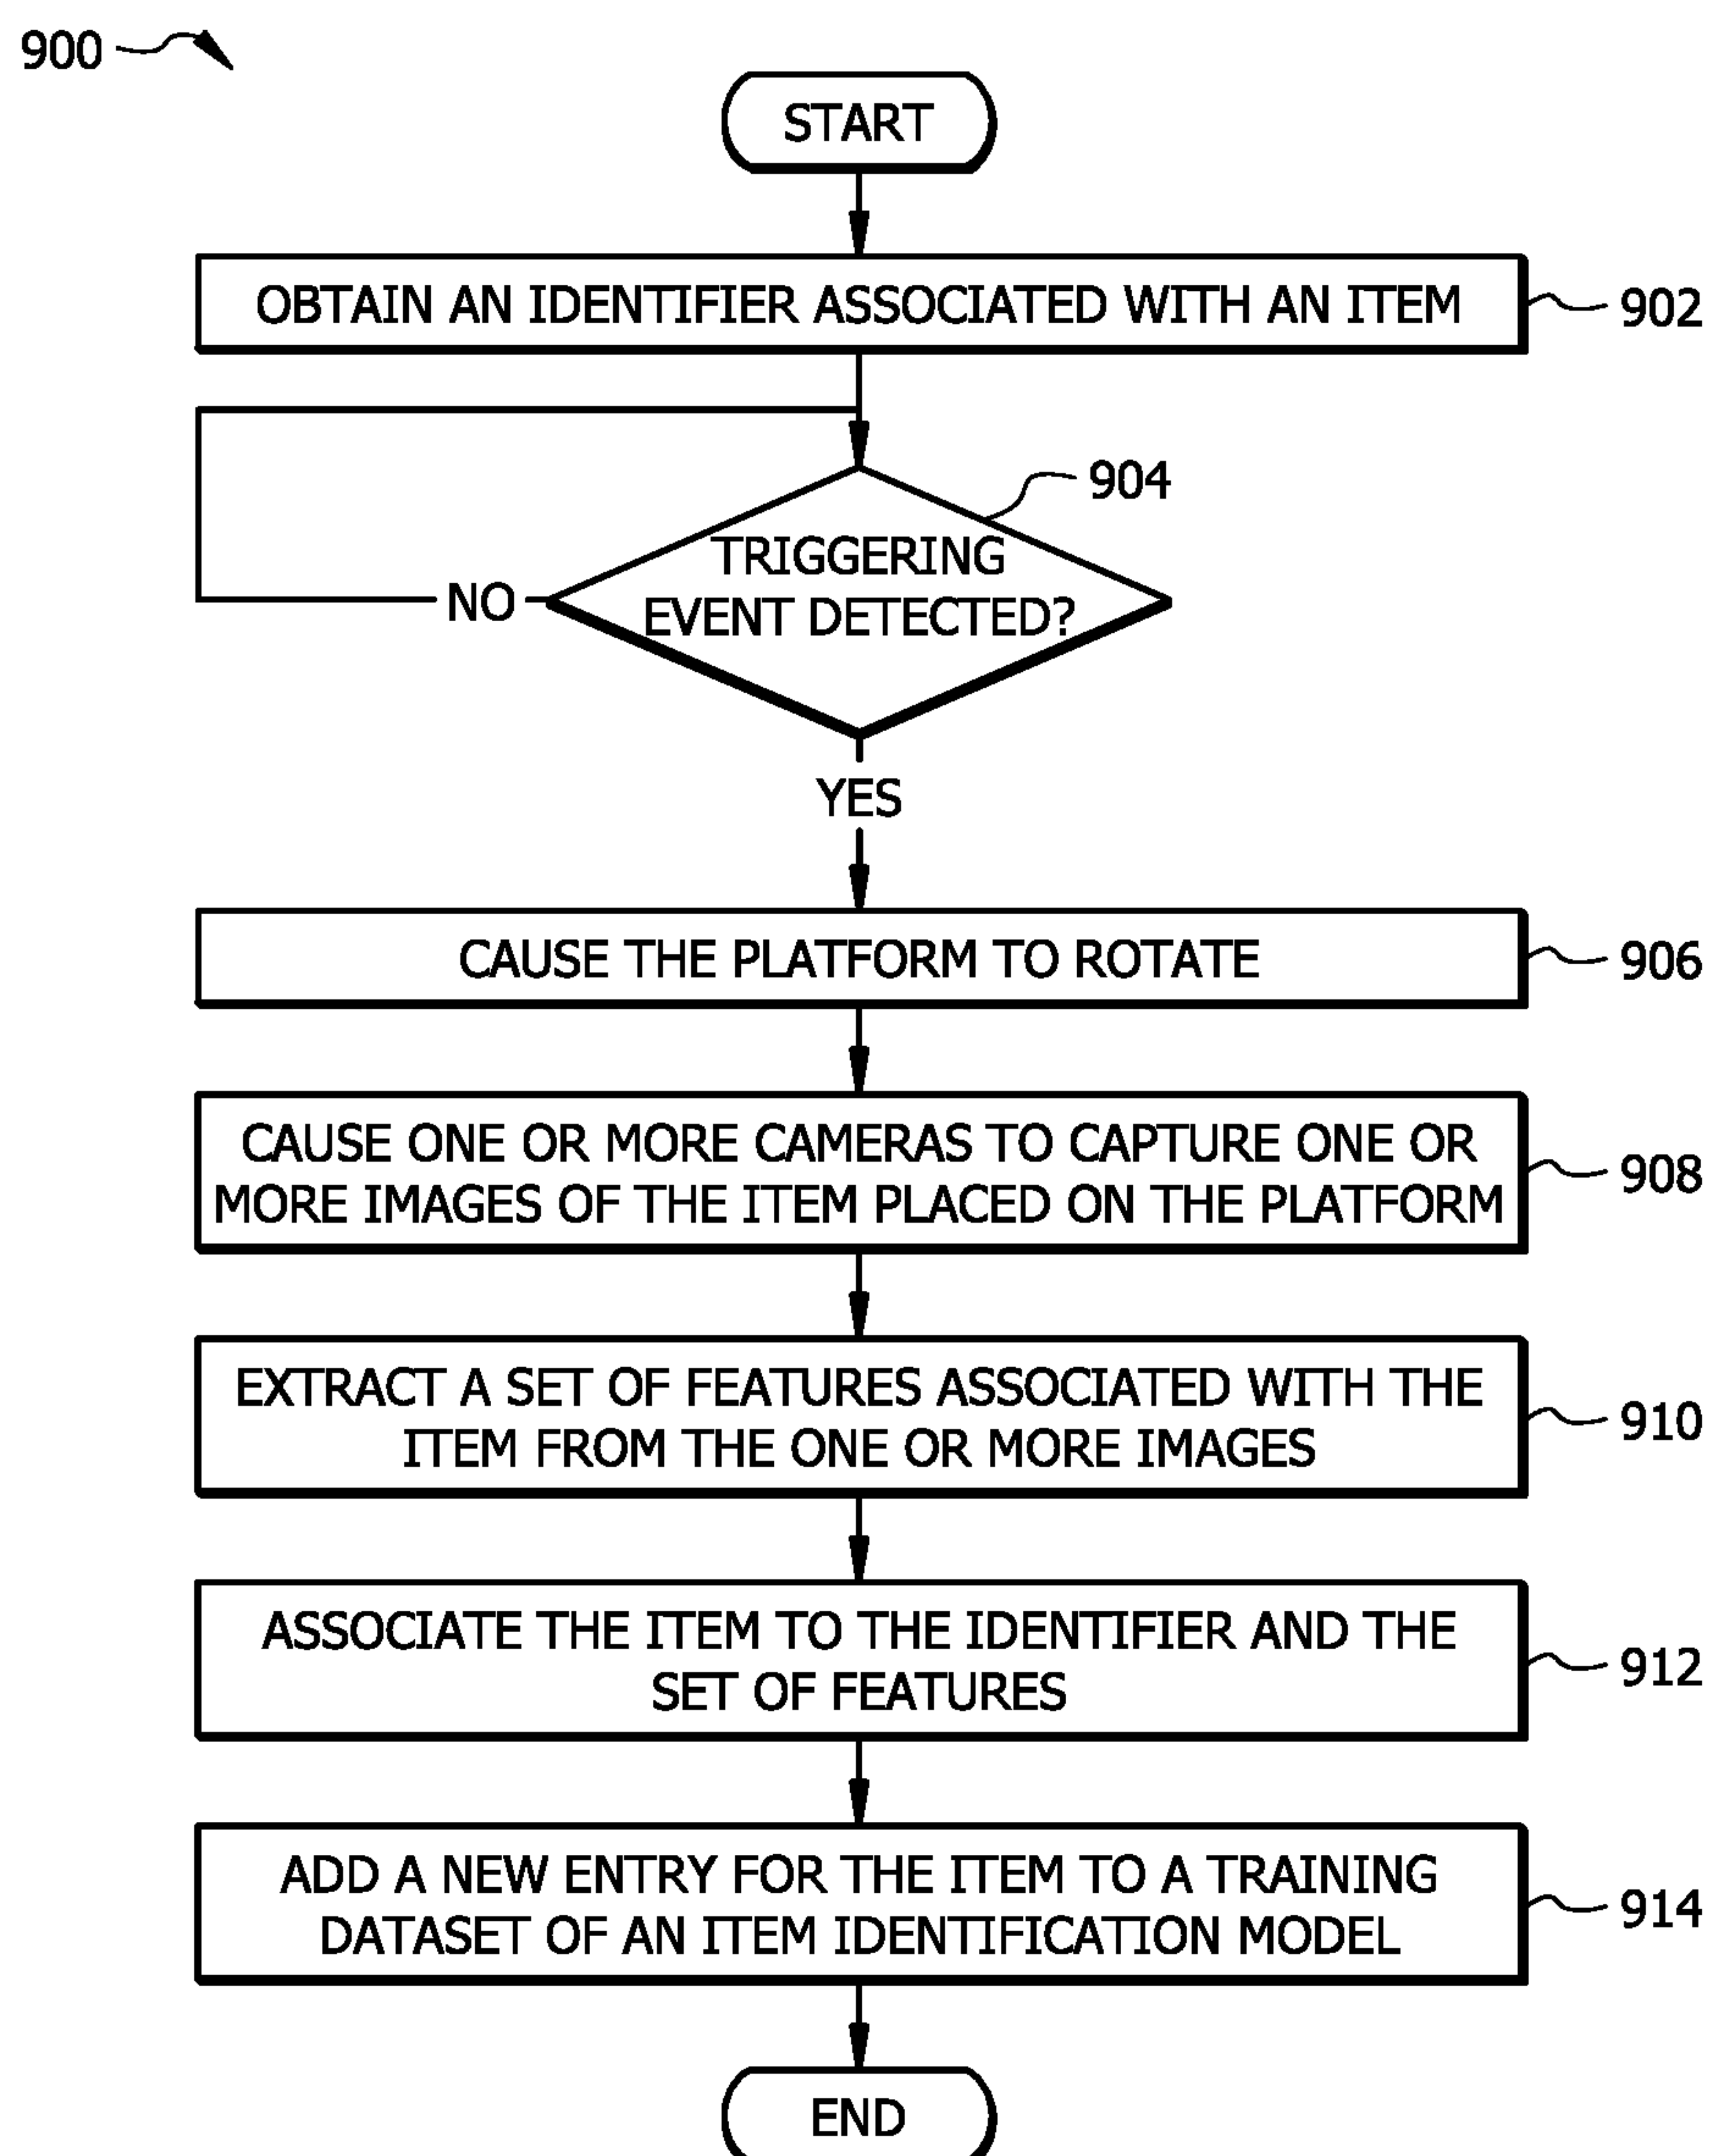 900
START
OBTAIN AN IDENTIFIER ASSOCIATED WITH AN ITEM
902
904
TRIGGERING
EVENT DETECTED?
NO
YES
CAUSE THE PLATFORM TO ROTATE
906
CAUSE ONE OR MORE CAMERAS TO CAPTURE ONE OR
MORE IMAGES OF THE ITEM PLACED ON THE PLATFORM
908
EXTRACT A SET OF FEATURES ASSOCIATED WITH THE
ITEM FROM THE ONE OR MORE IMAGES
910
ASSOCIATE THE ITEM TO THE IDENTIFIER AND THE
SET OF FEATURES
912
ADD A NEW ENTRY FOR THE ITEM TO A TRAINING
DATASET OF AN ITEM IDENTIFICATION MODEL
914
END